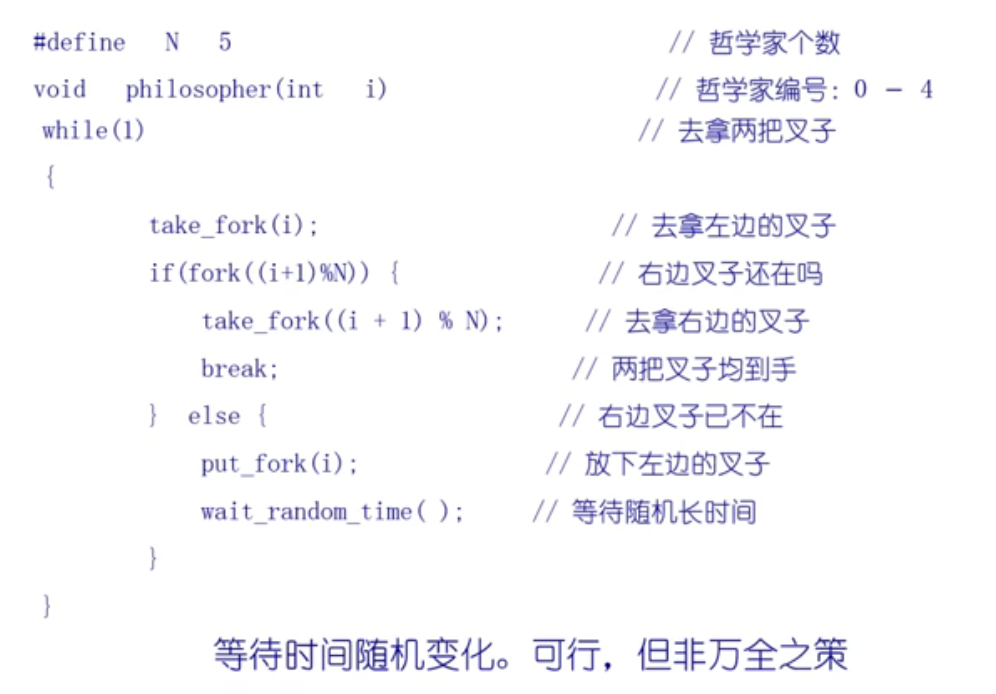 #define N 5 // 哲学家个数
void philosopher(int i) // 哲学家编号: 0 - 4
while(1) // 去拿两把叉子
{
take_fork(i); // 去拿左边的叉子
if(fork((i+1)%N)) { // 右边叉子还在吗
take_fork((i + 1) % N); // 去拿右边的叉子
break; // 两把叉子均到手
} else { // 右边叉子已不在
put_fork(i); // 放下左边的叉子
wait_random_time( ); // 等待随机长时间
}
}
等待时间随机变化。可行，但非万全之策